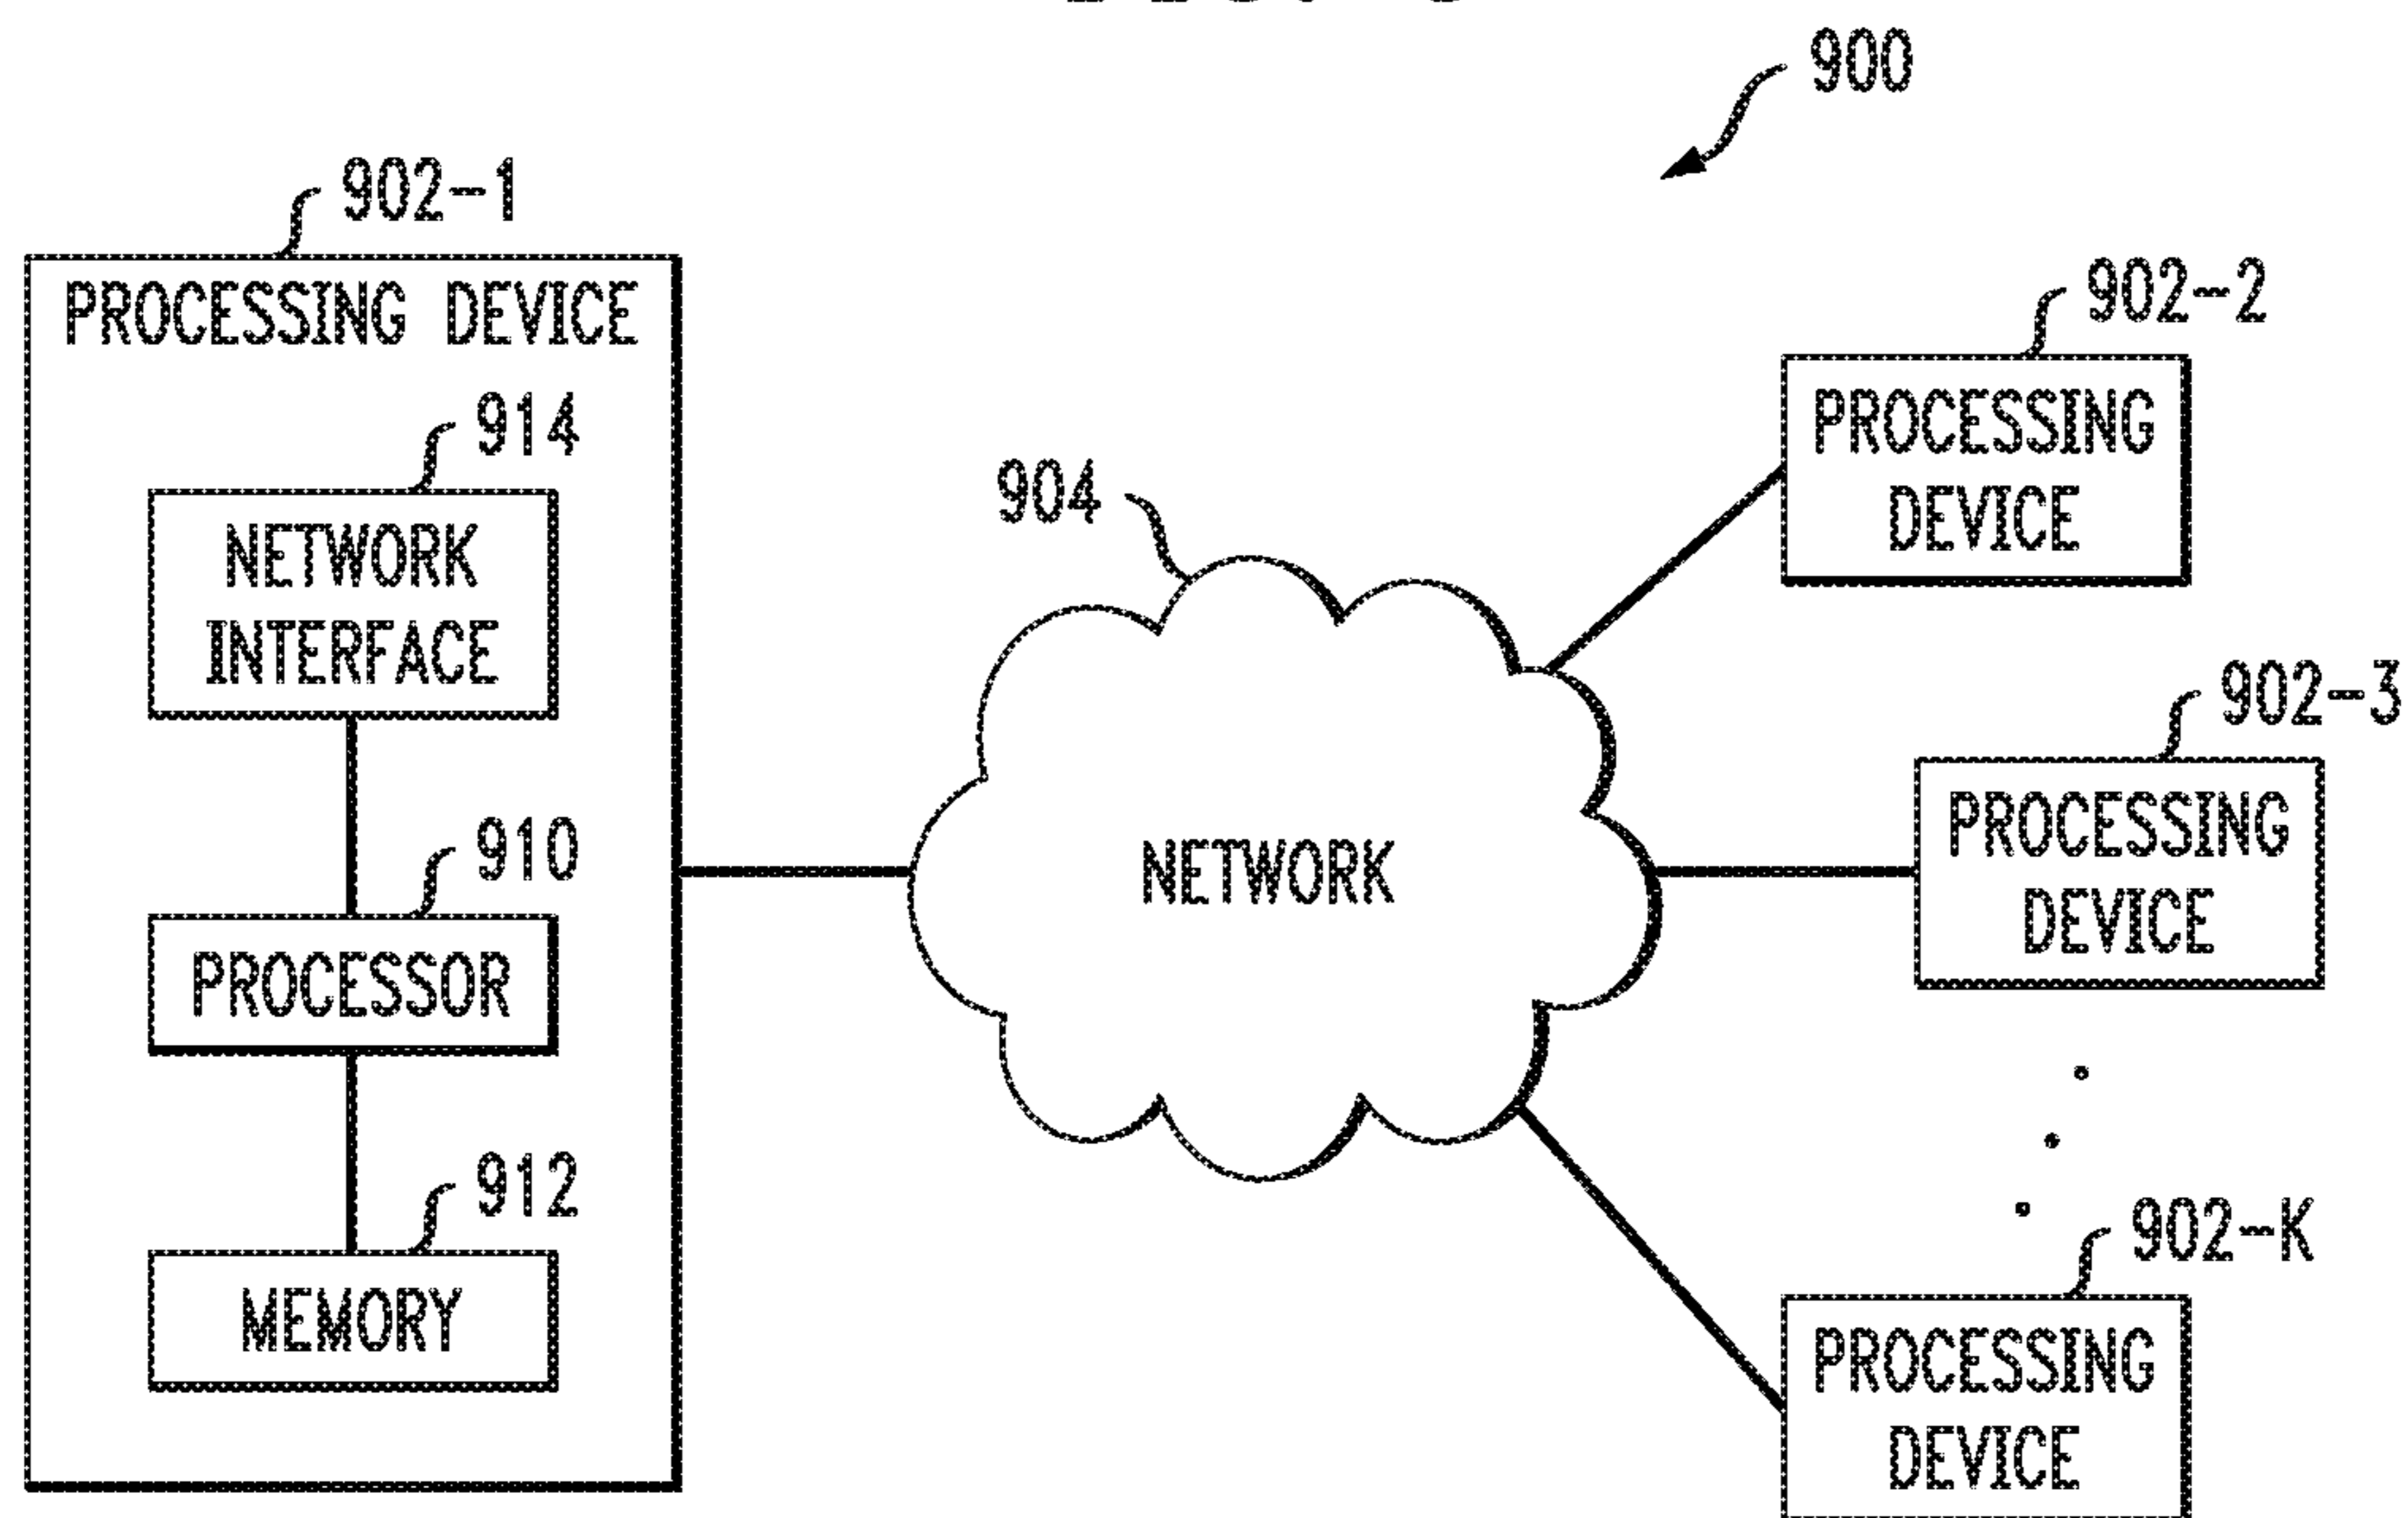 900
902-1
PROCESSING DEVICE
914
NETWORK
INTERFACE
910
PROCESSOR
912
MEMORY
904
NETWORK
902-2
PROCESSING
DEVICE
902-3
PROCESSING
DEVICE
902-K
PROCESSING
DEVICE